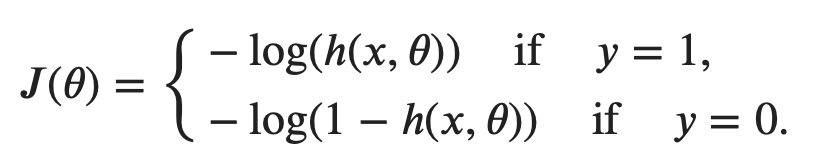 J(θ) = { − log(h(x, θ)) if y = 1,
− log(1 − h(x, θ)) if y = 0.